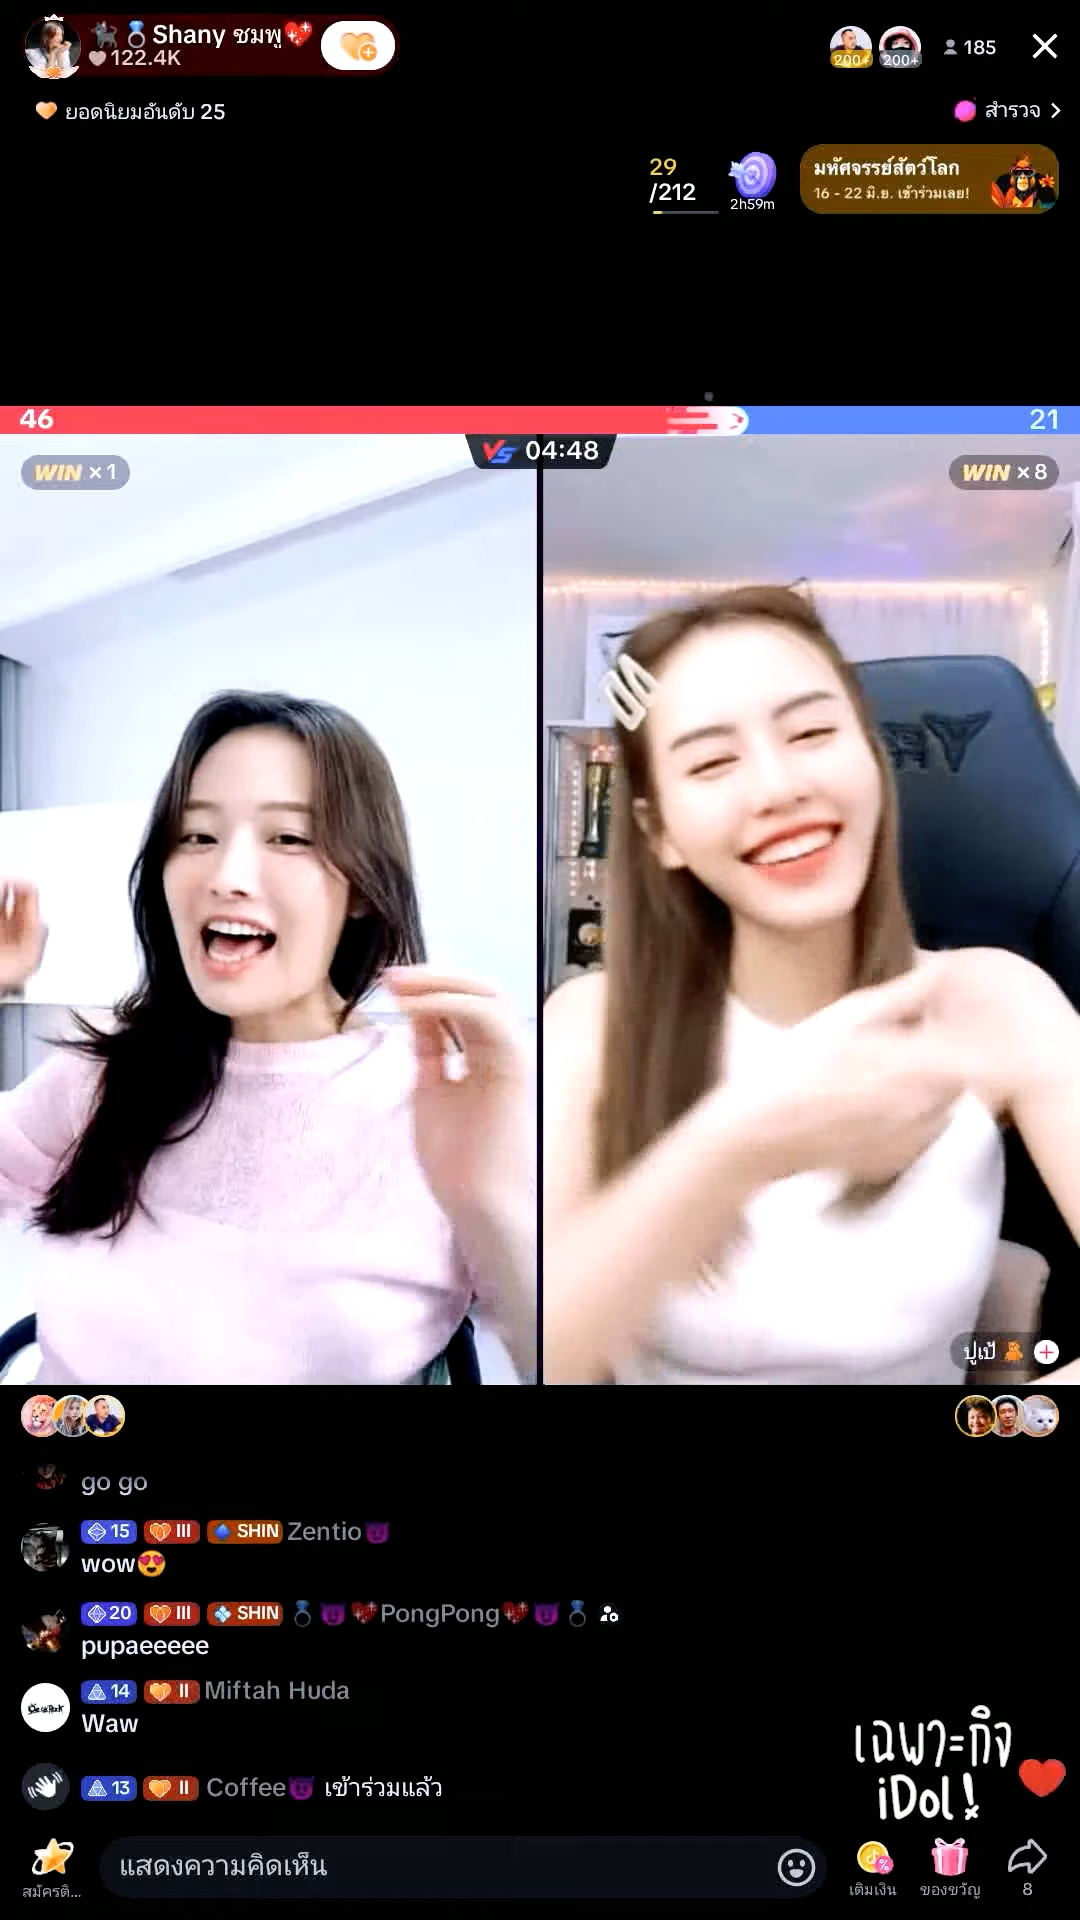 Shany ชมพู
122.4K
200+
200+
185
ยอดนิยมอันดับ 25
สำรวจ
29
/212
2h59m
มหัศจรรย์สัตว์โลก
16 - 22 มิ.ย. เข้าร่วมเลย!
46
21
VS 04:48
WIN ×1
WIN ×8
ปูเป้
go go
15 III SHIN Zentio
wow
20 III SHIN PongPong
pupaeeeee
14 II Miftah Huda
Waw
13 II Coffee เข้าร่วมแล้ว
เฉพาะกิจ
iDol!
แสดงความคิดเห็น
สมัครติ...
เติมเงิน
ของขวัญ
8